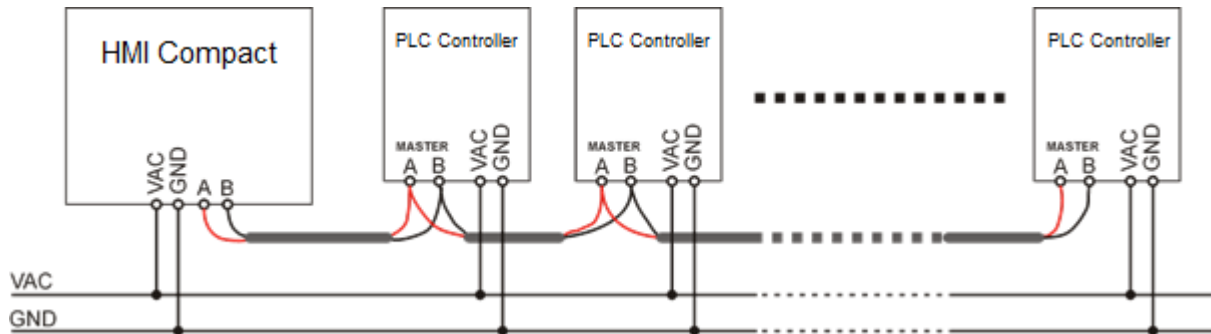 HMI Compact
VAC
GND
A
B
PLC Controller
MASTER
A
B
VAC
GND
PLC Controller
MASTER
A
B
VAC
GND
PLC Controller
MASTER
A
B
VAC
GND
VAC
GND